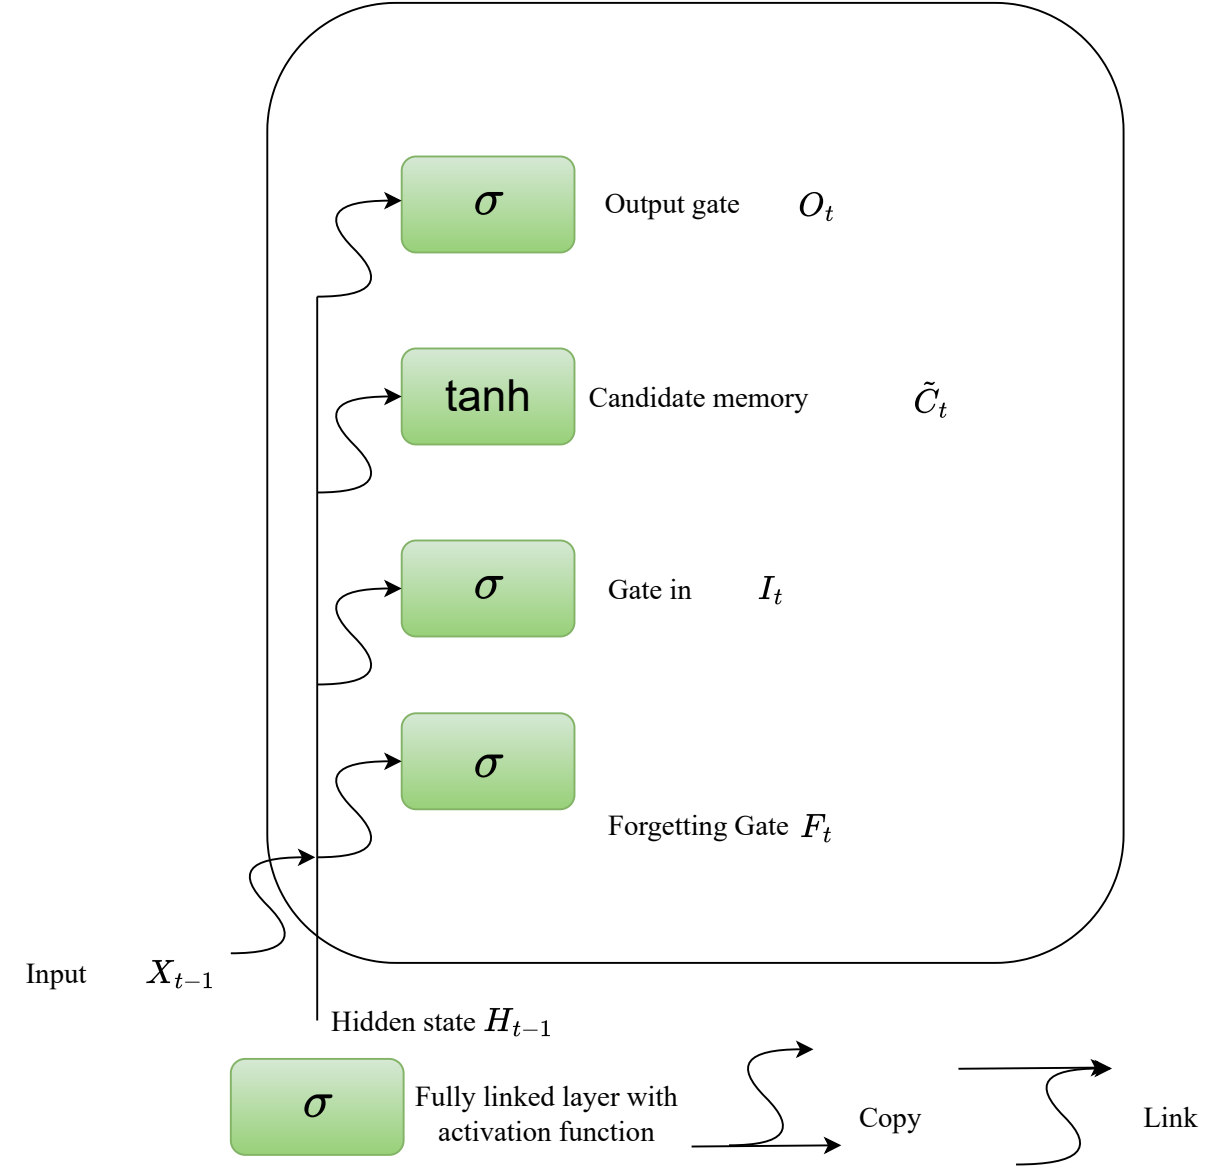 σ Output gate O_t
tanh Candidate memory C̃_t
σ Gate in I_t
σ
Forgetting Gate F_t
Input X_{t−1}
Hidden state H_{t−1}
σ
Fully linked layer with
activation function
Copy
Link